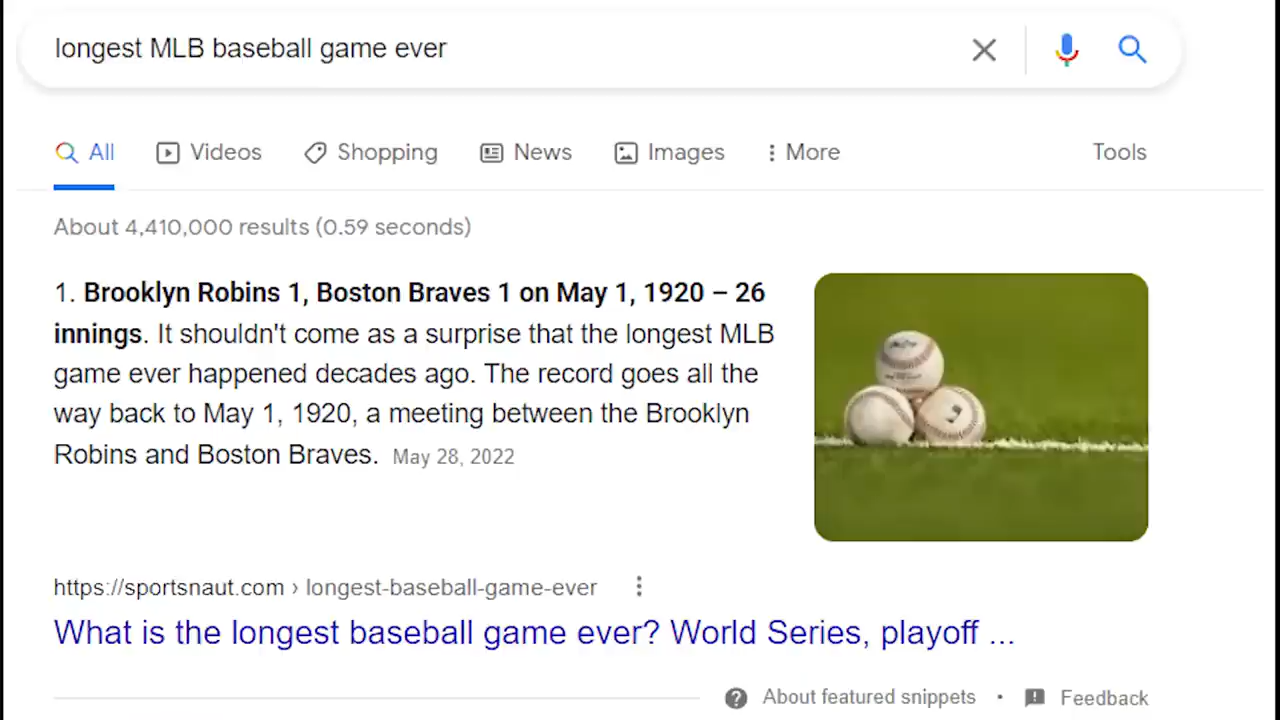 longest MLB baseball game ever
All Videos Shopping News Images More Tools
About 4,410,000 results (0.59 seconds)
1. Brooklyn Robins 1, Boston Braves 1 on May 1, 1920 – 26
innings. It shouldn't come as a surprise that the longest MLB
game ever happened decades ago. The record goes all the
way back to May 1, 1920, a meeting between the Brooklyn
Robins and Boston Braves. May 28, 2022
https://sportsnaut.com › longest-baseball-game-ever
What is the longest baseball game ever? World Series, playoff ...
About featured snippets • Feedback